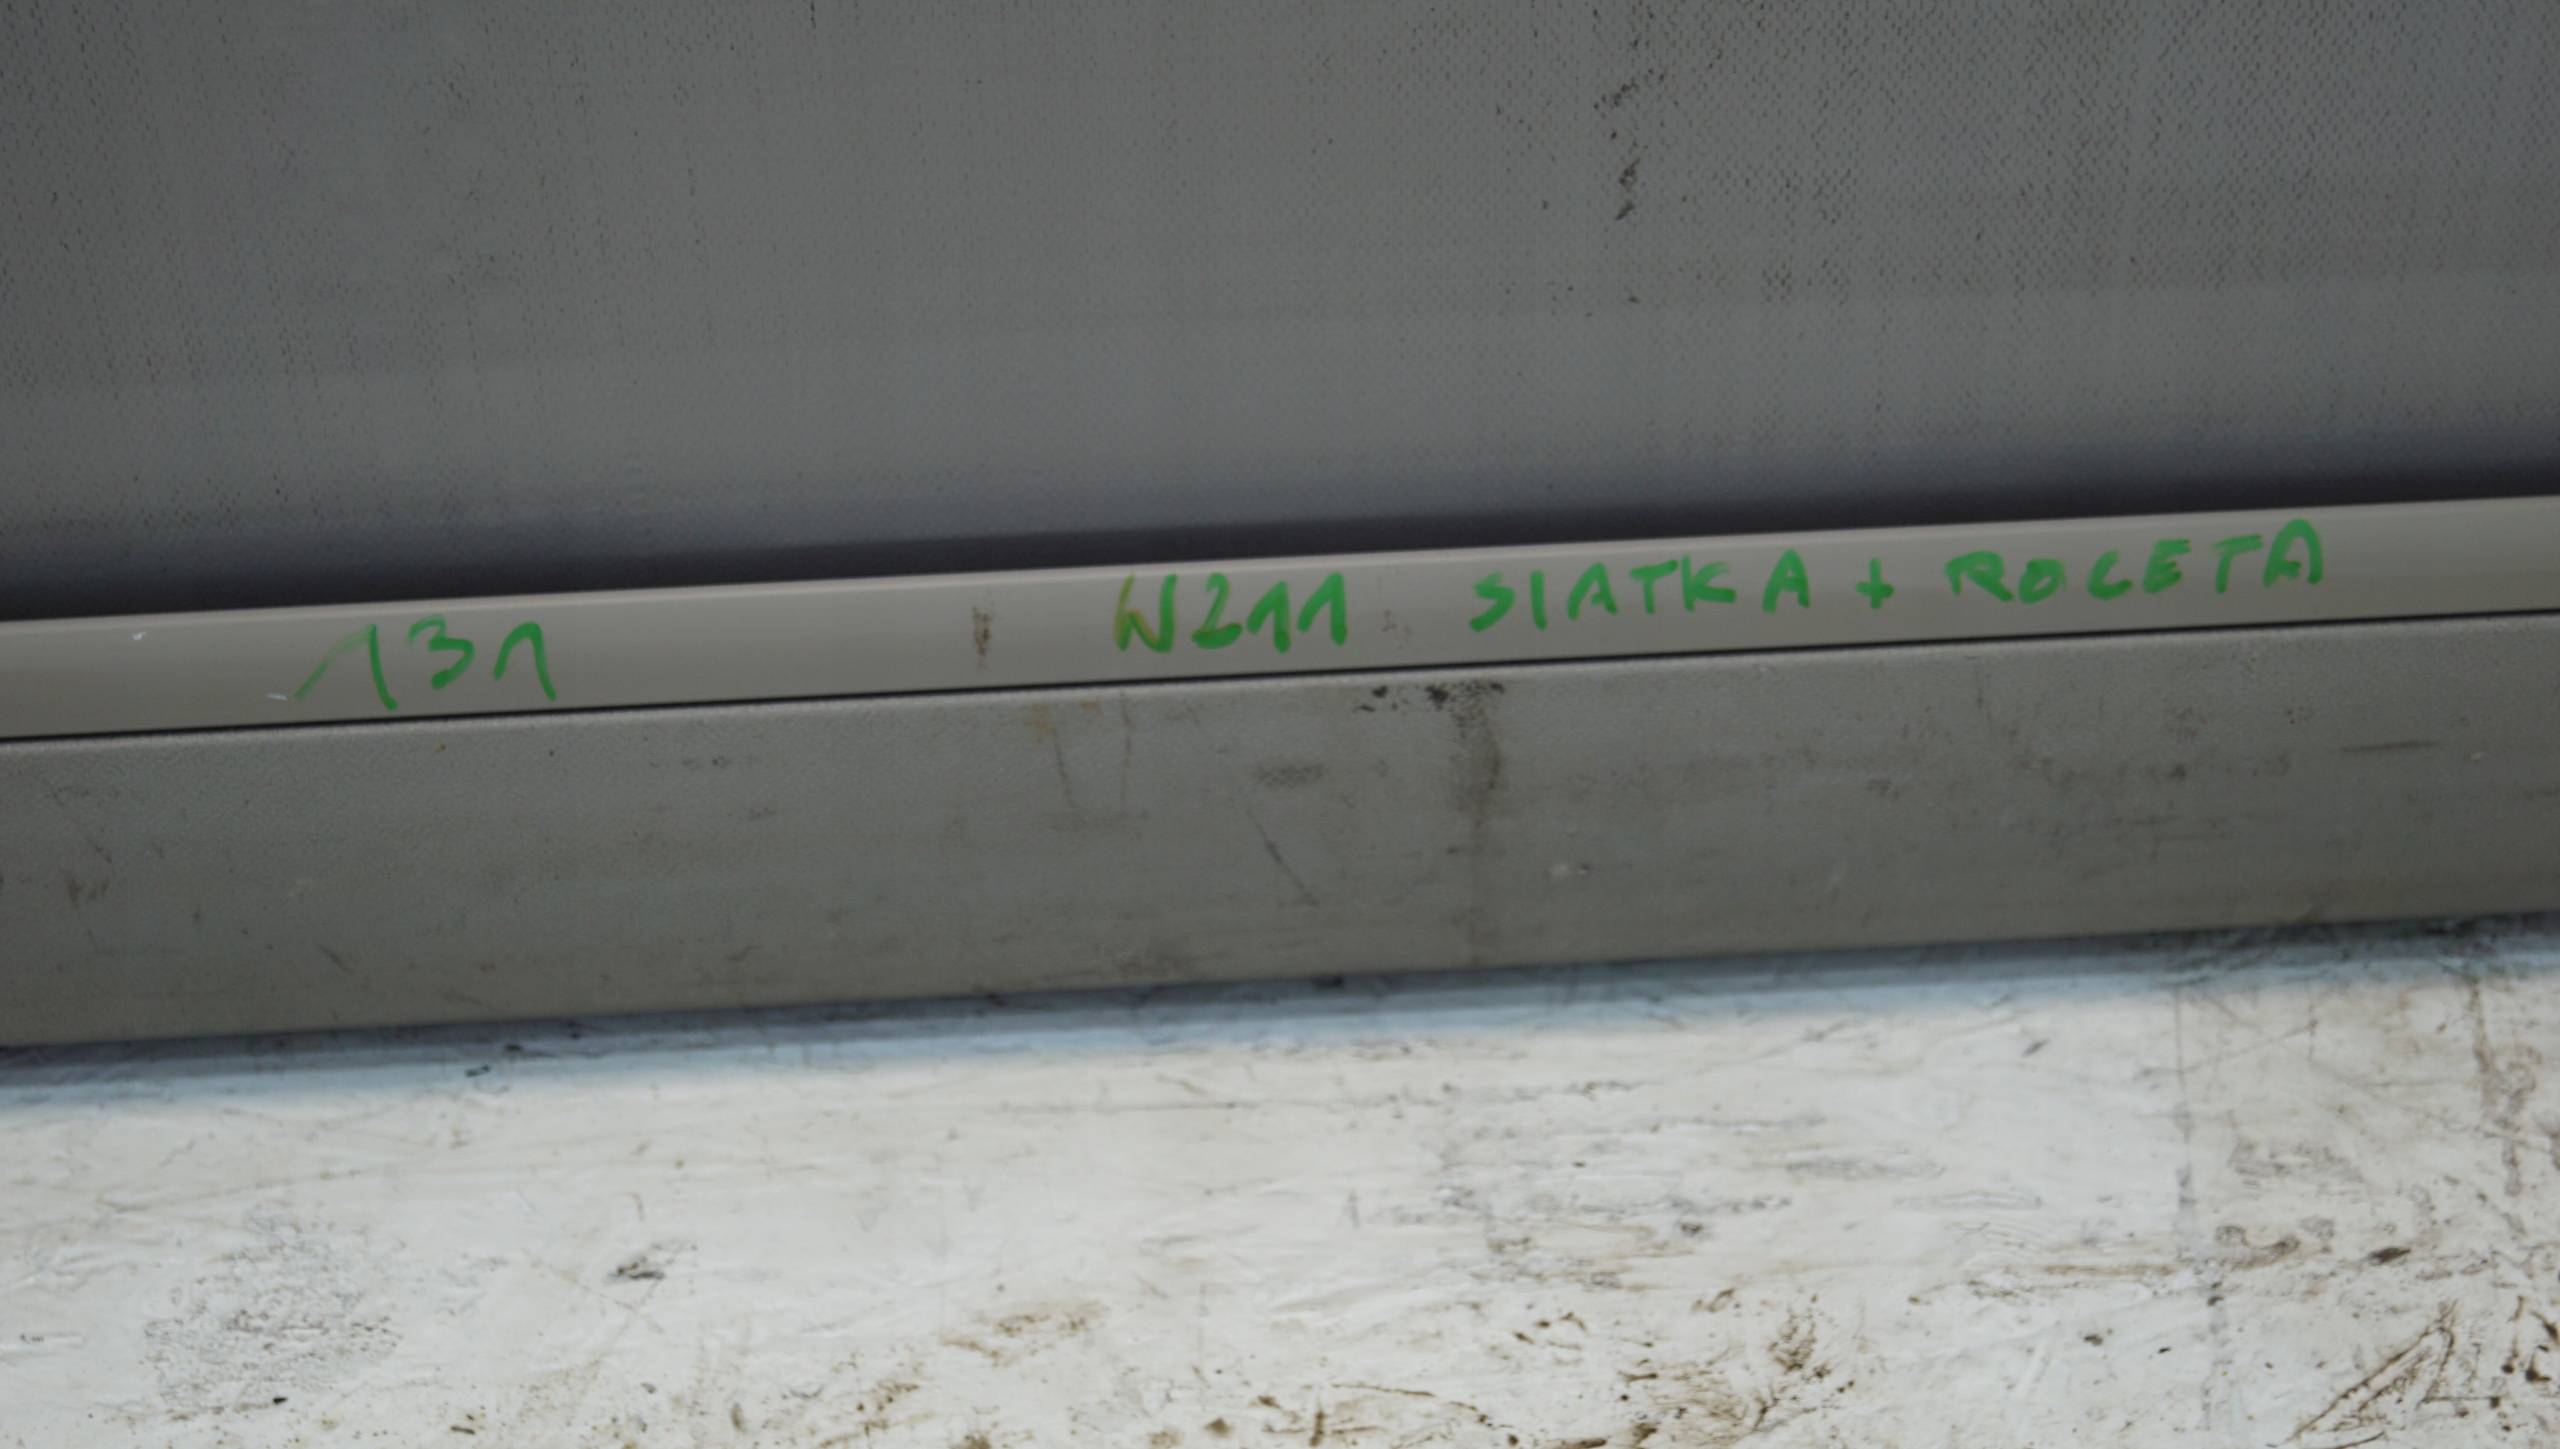 131 W211 SIATKA + ROLETA